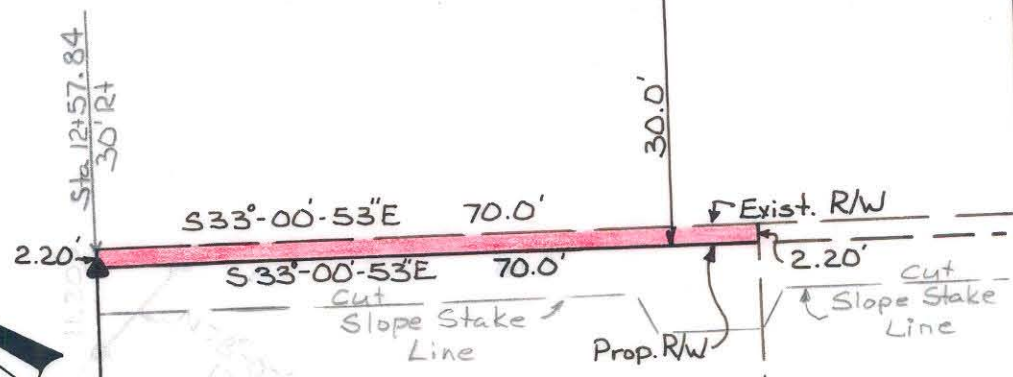 Sta 12+57.84
30' Rt
30.0'
S33°-00'-53"E 70.0'
Exist. R/W
2.20'
2.20'
S33°-00'-53"E 70.0'
Cut
Slope Stake
Line
Cut
Slope Stake
Line
Prop. R/W